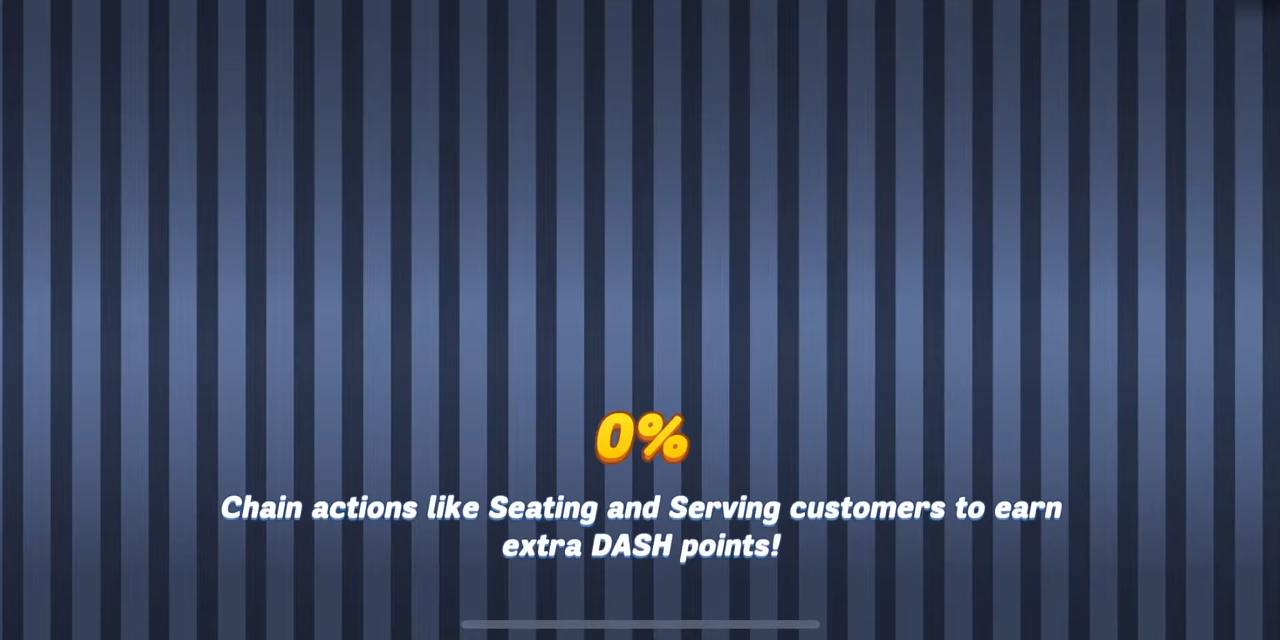 0%
Chain actions like Seating and Serving customers to earn
extra DASH points!